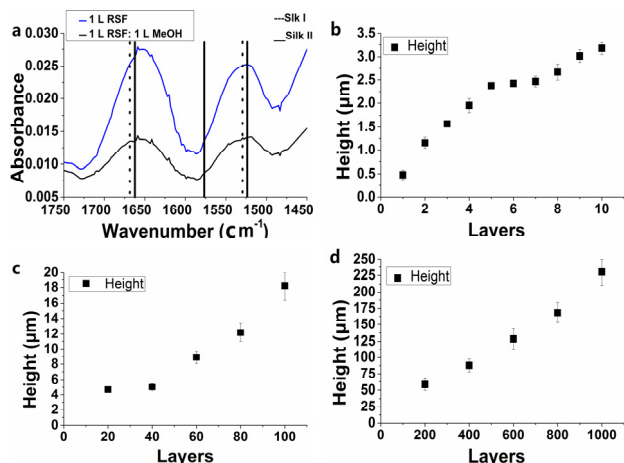 a
1 L RSF
1 L RSF: 1 L MeOH
Slk I
Silk II
Absorbance
0.030
0.025
0.020
0.015
0.010
0.005
1750 1700 1650 1600 1550 1500 1450
Wavenumber (cm⁻¹)
b
Height
Height (µm)
3.5
3.0
2.5
2.0
1.5
1.0
0.5
0.0
0 2 4 6 8 10
Layers
c
Height
Height (µm)
20
18
16
14
12
10
8
6
4
2
0
0 20 40 60 80 100
Layers
d
Height
Height (µm)
250
225
200
175
150
125
100
75
50
25
0
0 200 400 600 800 1000
Layers